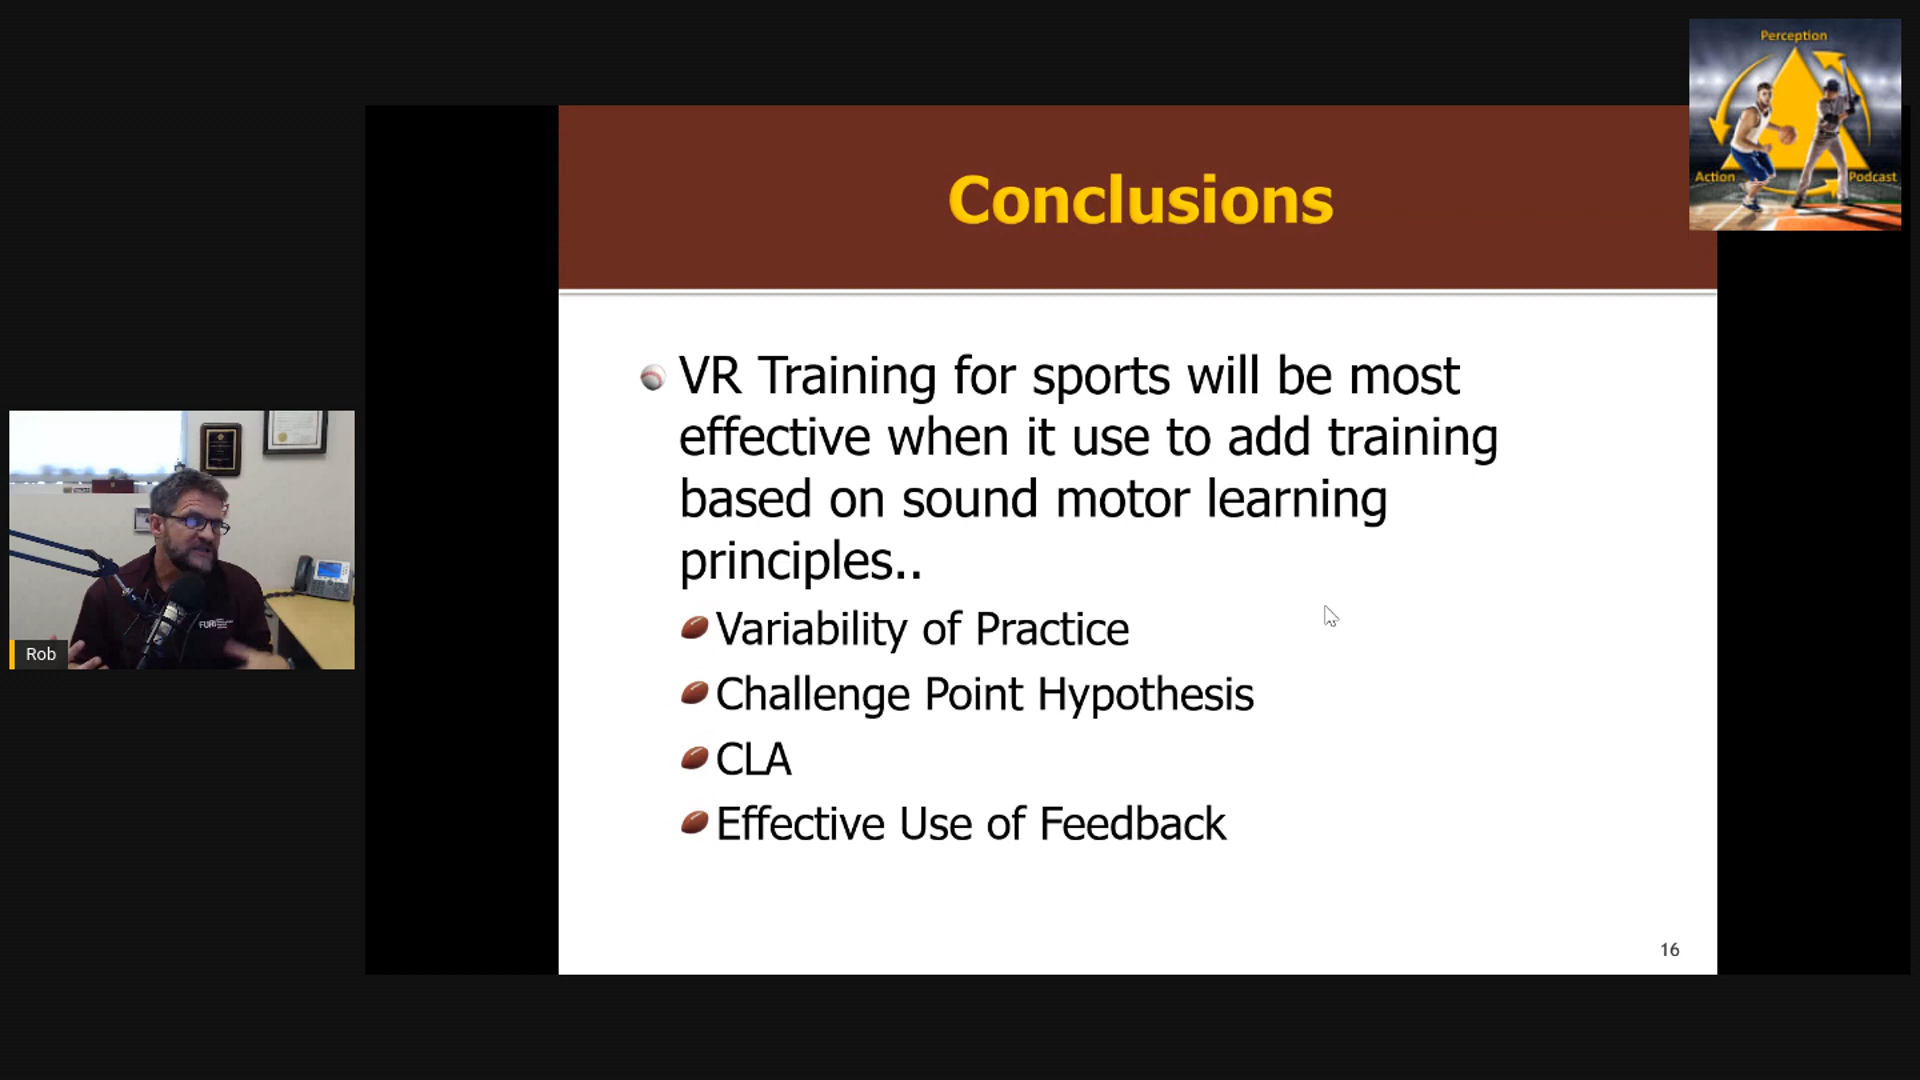 Perception
Action
Podcast
Conclusions
VR Training for sports will be most
effective when it use to add training
based on sound motor learning
principles..
Variability of Practice
Challenge Point Hypothesis
CLA
Effective Use of Feedback
16
FURI
Rob